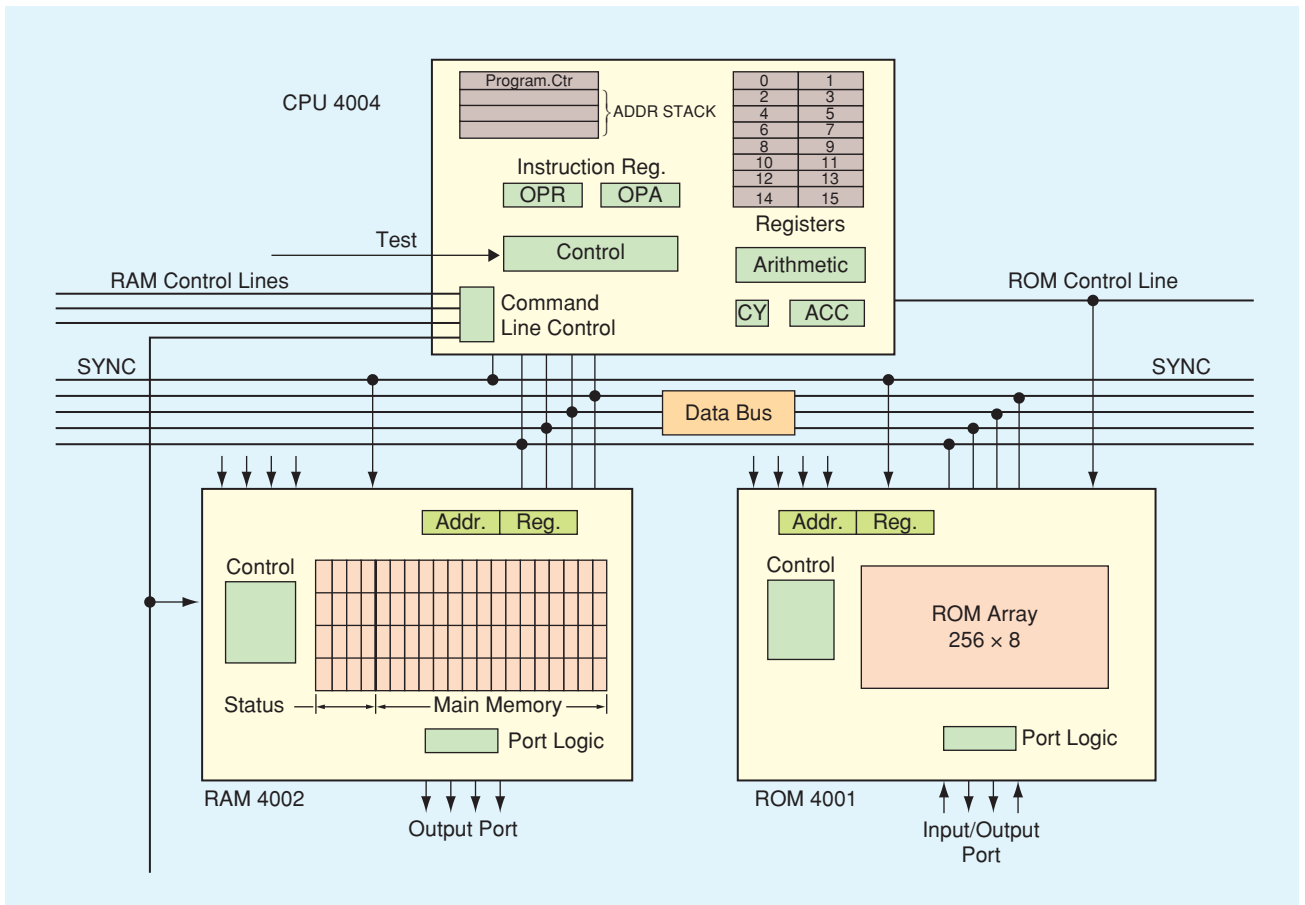 CPU 4004
Program.Ctr
ADDR STACK
0 1
2 3
4 5
6 7
8 9
10 11
12 13
14 15
Registers
Instruction Reg.
OPR OPA
Test
Control
Arithmetic
RAM Control Lines
Command
Line Control
CY ACC
ROM Control Line
SYNC
SYNC
Data Bus
Addr. Reg.
Control
Status
Main Memory
Port Logic
RAM 4002
Output Port
Addr. Reg.
Control
ROM Array
256 × 8
Port Logic
ROM 4001
Input/Output
Port